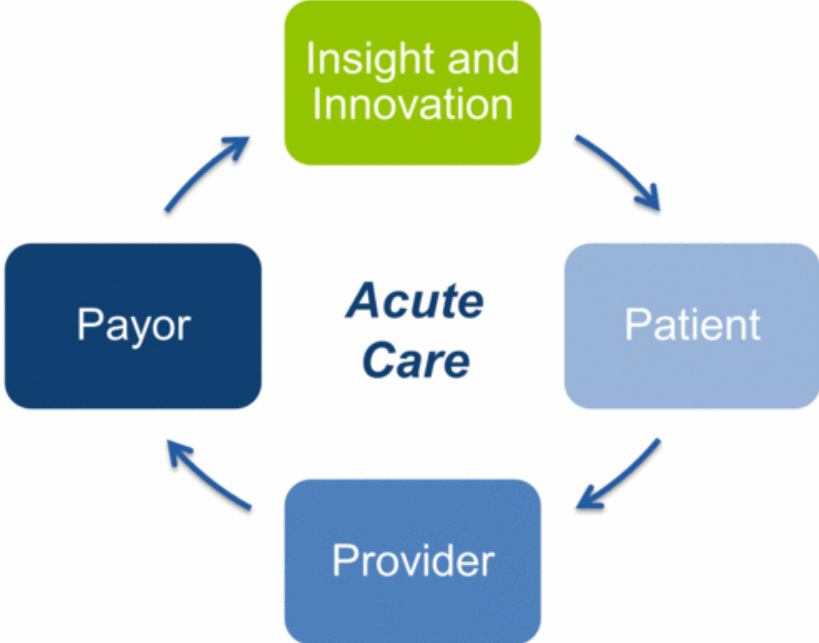 Insight and
Innovation
Payor
Acute
Care
Patient
Provider